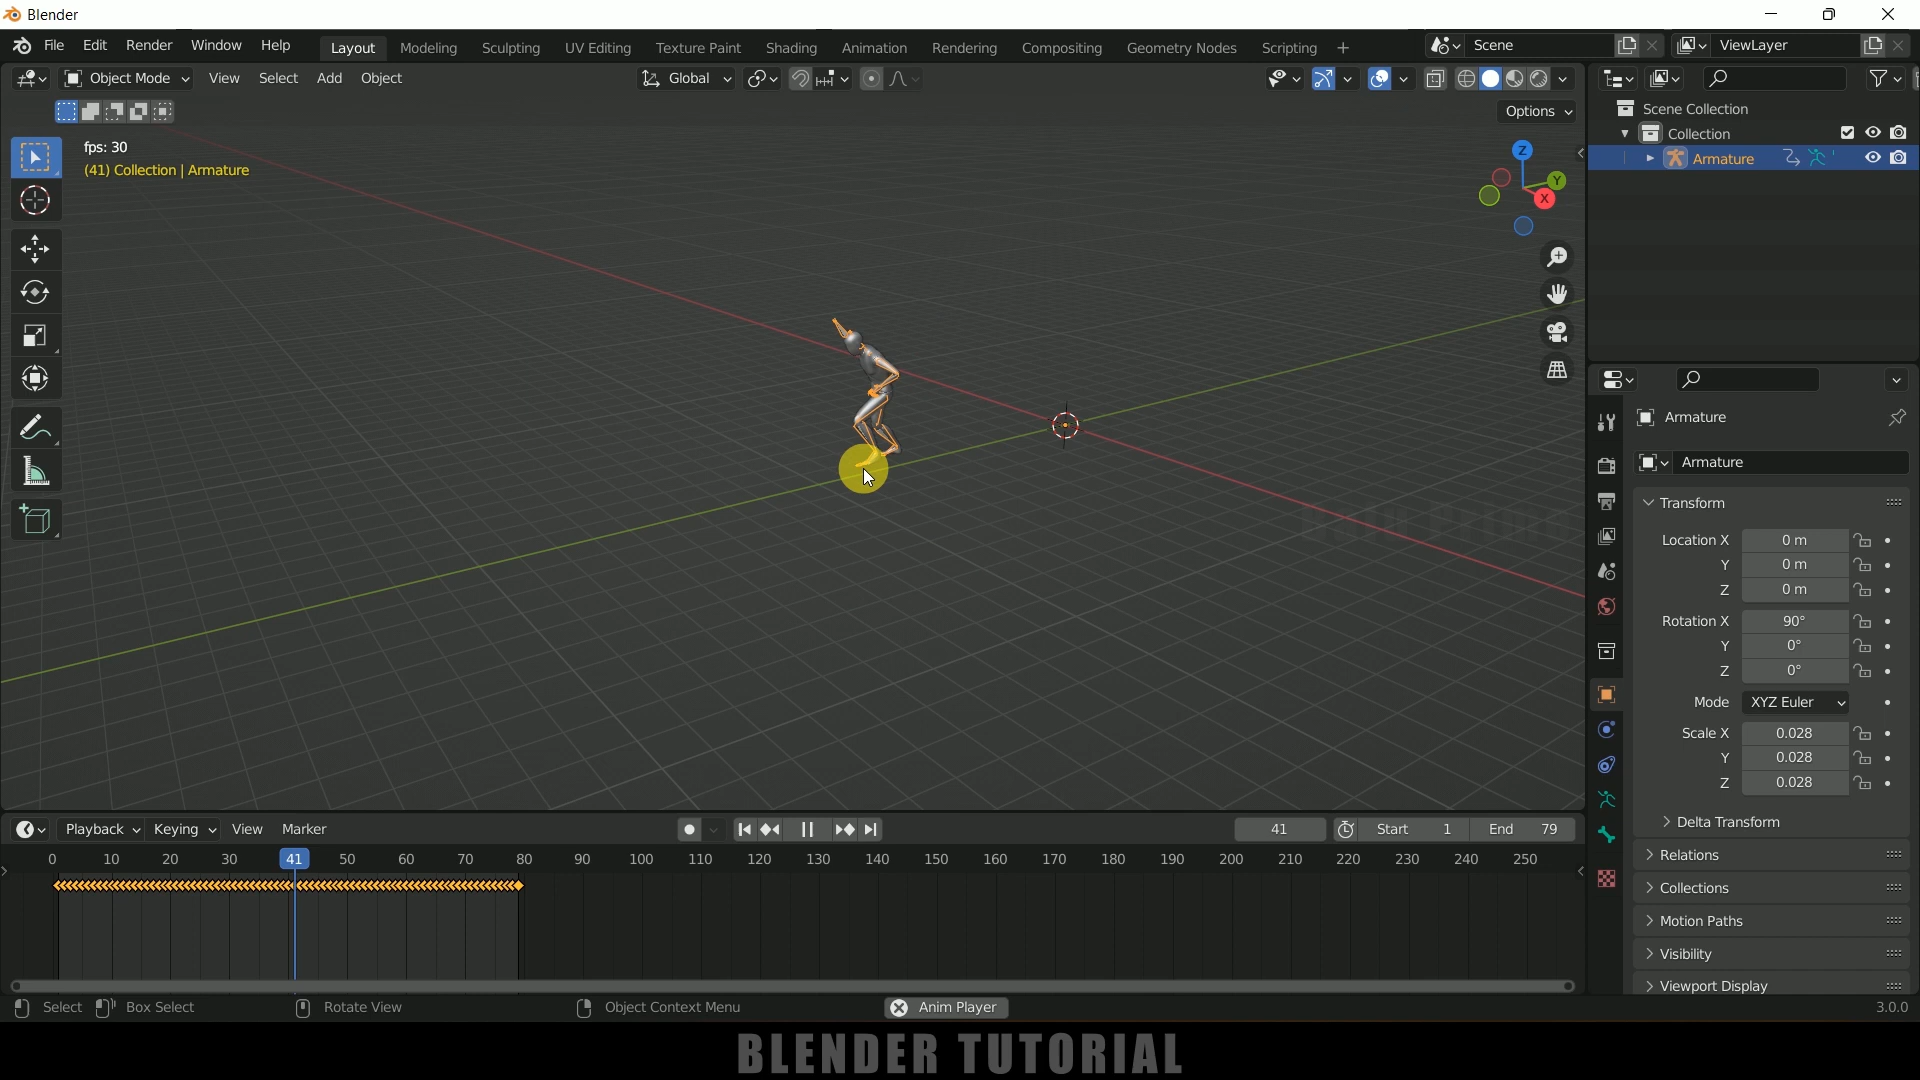 Blender
File Edit Render Window Help Layout Modeling Sculpting UV Editing Texture Paint Shading Animation Rendering Compositing Geometry Nodes Scripting + Scene ViewLayer
Object Mode View Select Add Object Global
Options
Scene Collection
Collection
Armature
fps: 30
(41) Collection | Armature
Z
Y
X
Armature
Armature
Transform
Location X 0 m
Y 0 m
Z 0 m
Rotation X 90°
Y 0°
Z 0°
Mode XYZ Euler
Scale X 0.028
Y 0.028
Z 0.028
Delta Transform
Relations
Collections
Motion Paths
Visibility
Viewport Display
Playback Keying View Marker 41 Start 1 End 79
0 10 20 30 41 50 60 70 80 90 100 110 120 130 140 150 160 170 180 190 200 210 220 230 240 250
Select Box Select Rotate View Object Context Menu Anim Player 3.0.0
BLENDER TUTORIAL